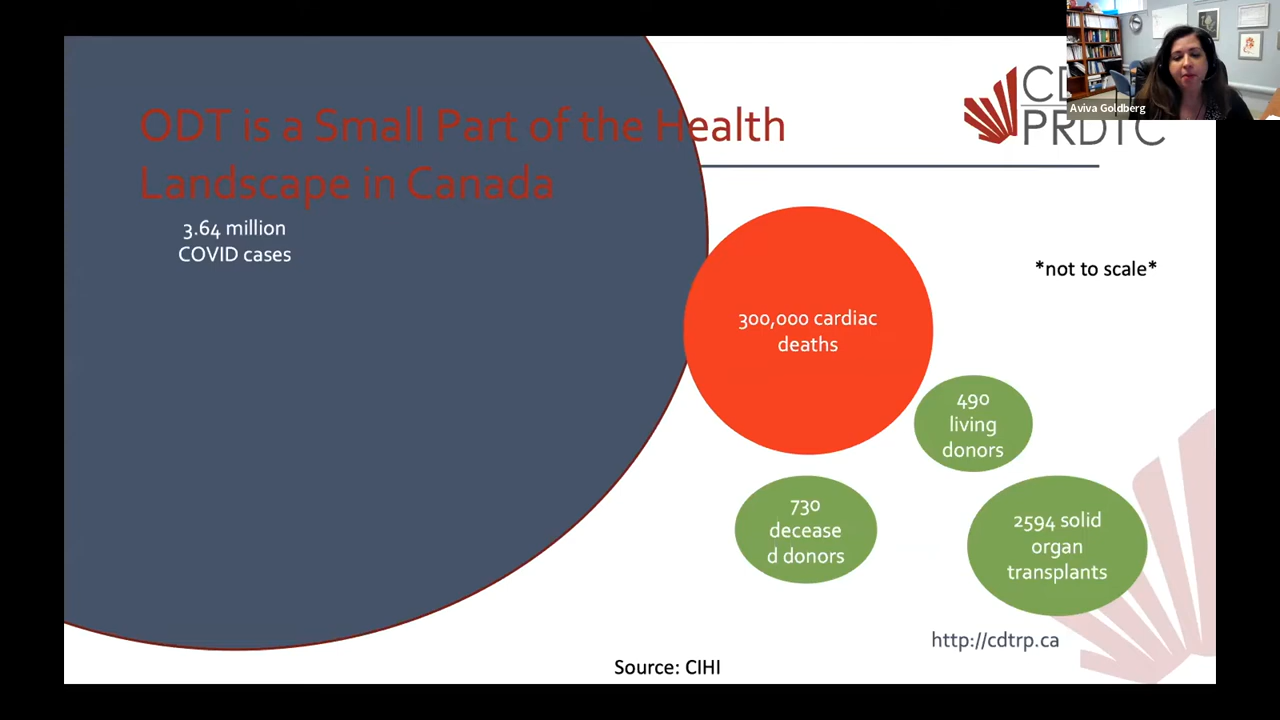 Aviva Goldberg
ODT is a Small Part of the Health
Landscape in Canada
PRDTC
3.64 million
COVID cases
*not to scale*
300,000 cardiac
deaths
490
living
donors
730
decease
d donors
2594 solid
organ
transplants
http://cdtrp.ca
Source: CIHI